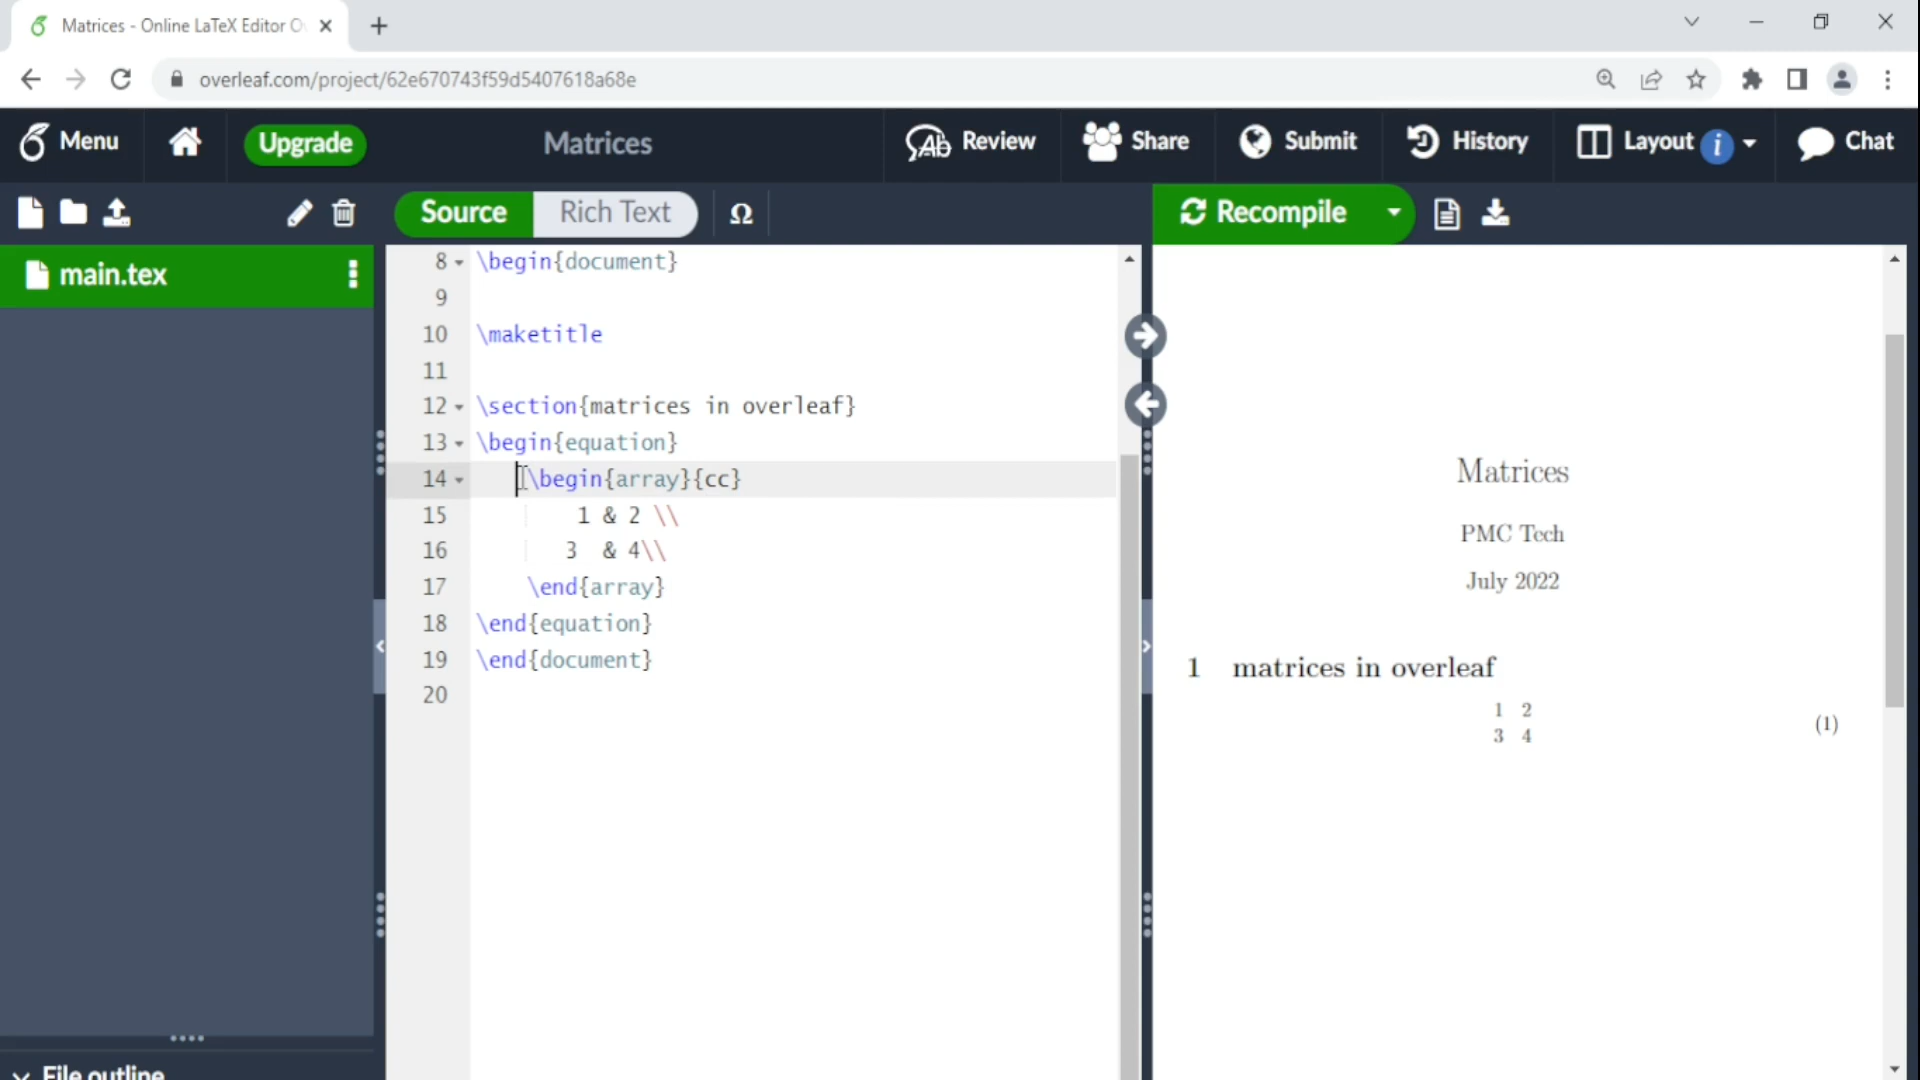 Matrices - Online LaTeX Editor O
overleaf.com/project/62e670743f59d5407618a68e
Menu
Upgrade
Matrices
Review
Share
Submit
History
Layout
Chat
Source
Rich Text
Ω
Recompile
main.tex
8 \begin{document}
9
10 \maketitle
11
12 \section{matrices in overleaf}
13 \begin{equation}
14 \begin{array}{cc}
15 1 & 2 \\
16 3 & 4\\
17 \end{array}
18 \end{equation}
19 \end{document}
20
Matrices
PMC Tech
July 2022
1 matrices in overleaf
1 2
3 4
(1)
File outline